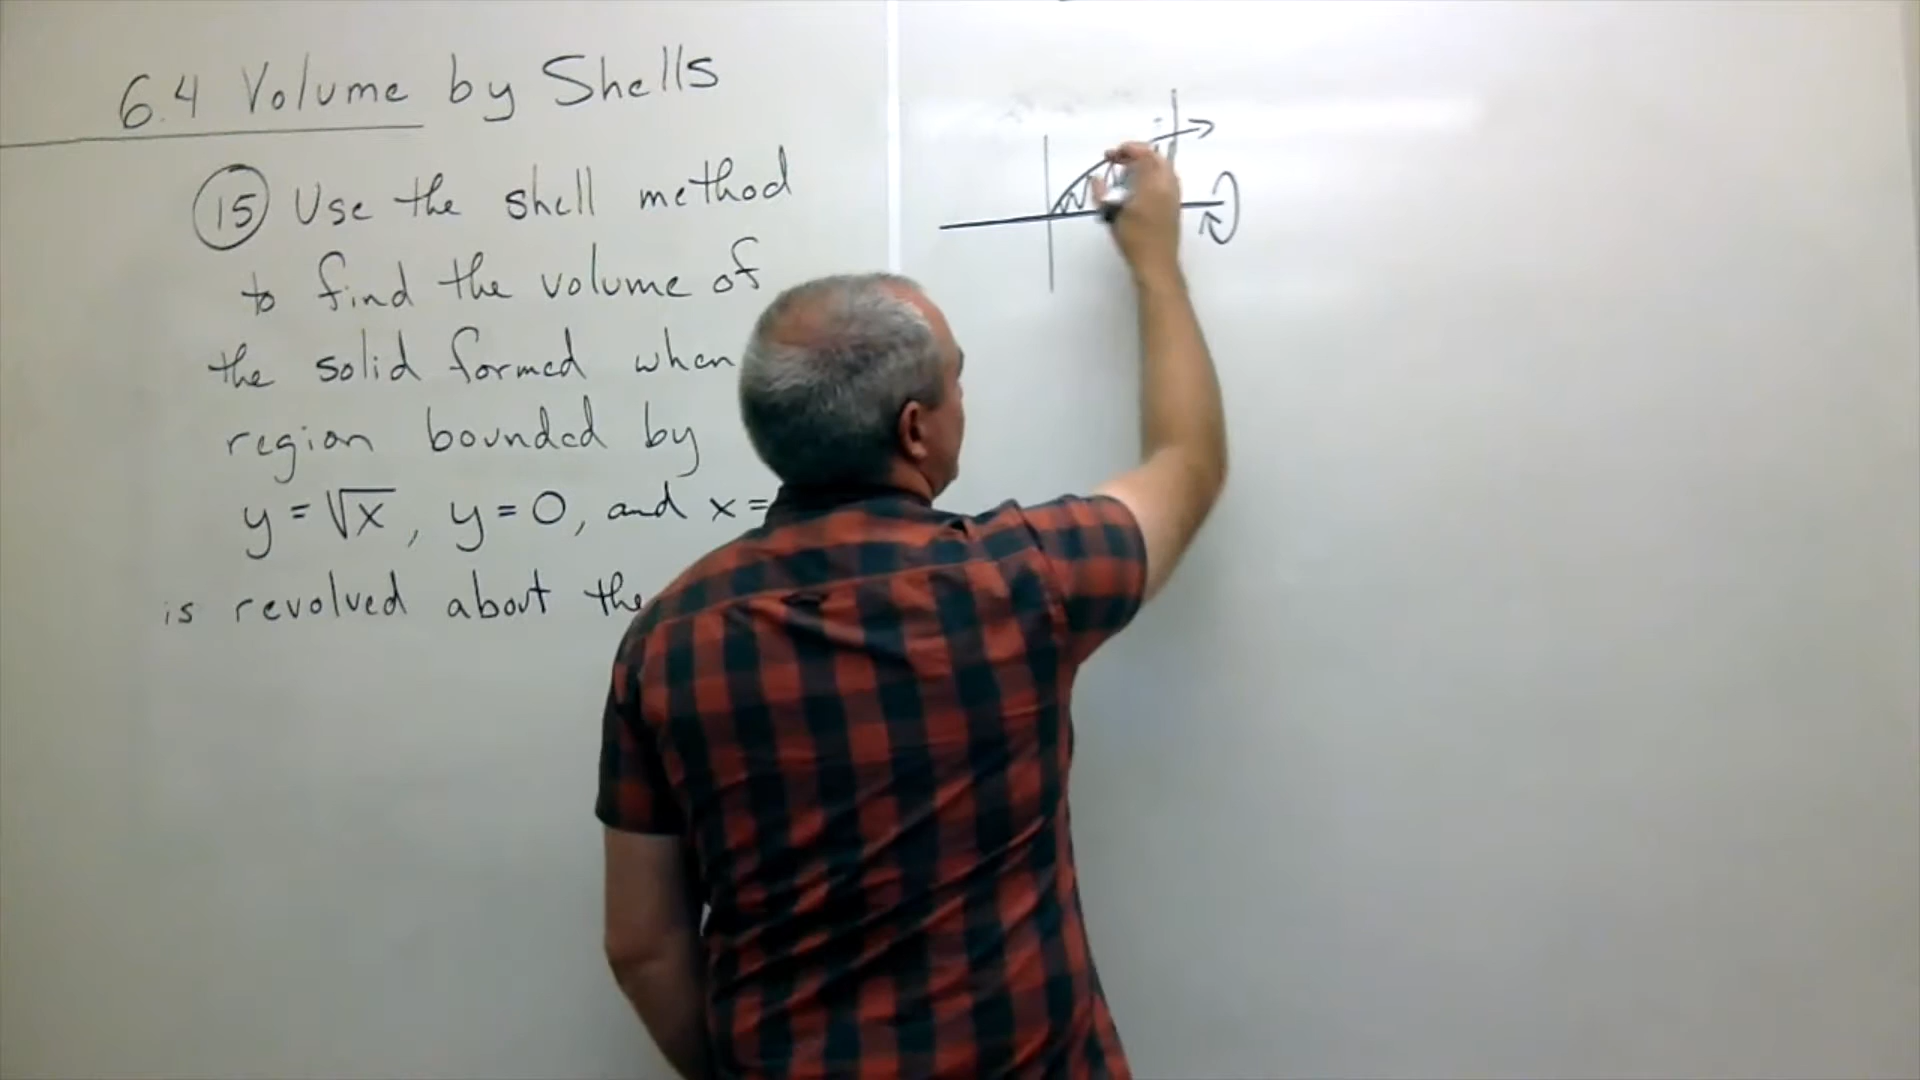 6.4 Volume by Shells
15 Use the shell method
to find the volume of
the solid formed when
region bounded by
y = √x, y = 0, and x =
is revolved about the